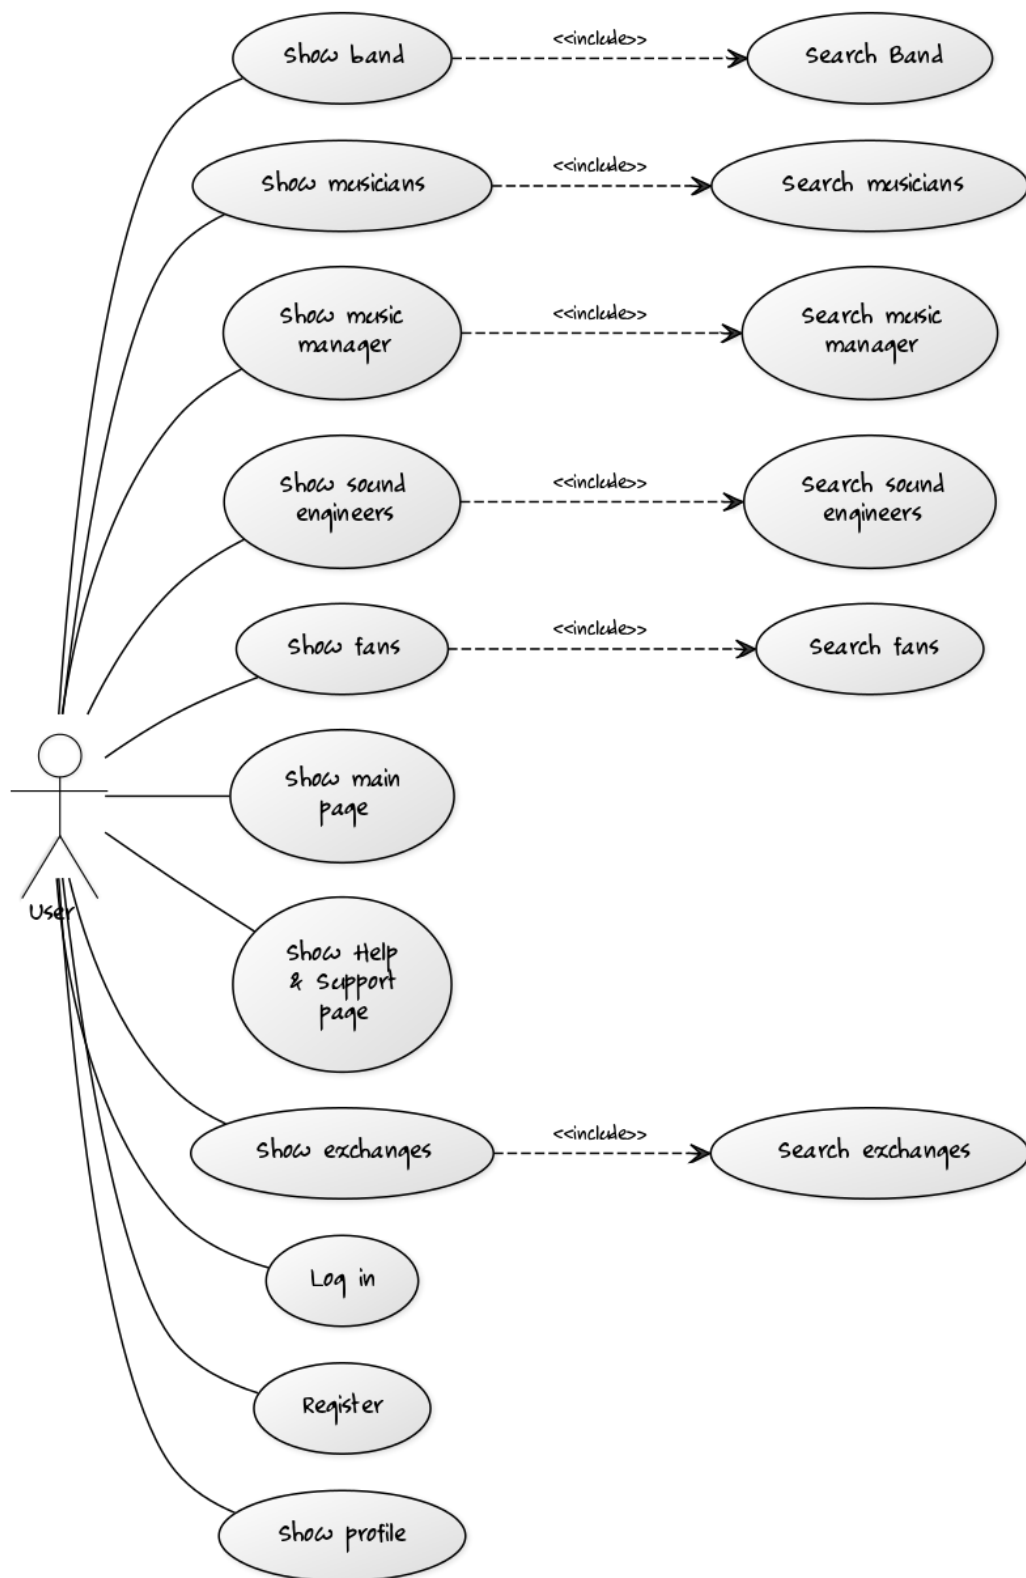 Show band
<<include>>
Search Band
Show musicians
<<include>>
Search musicians
Show music
manager
<<include>>
Search music
manager
Show sound
engineers
<<include>>
Search sound
engineers
Show fans
<<include>>
Search fans
Show main
page
User
Show Help
& Support
page
Show exchanges
<<include>>
Search exchanges
Log in
Register
Show profile